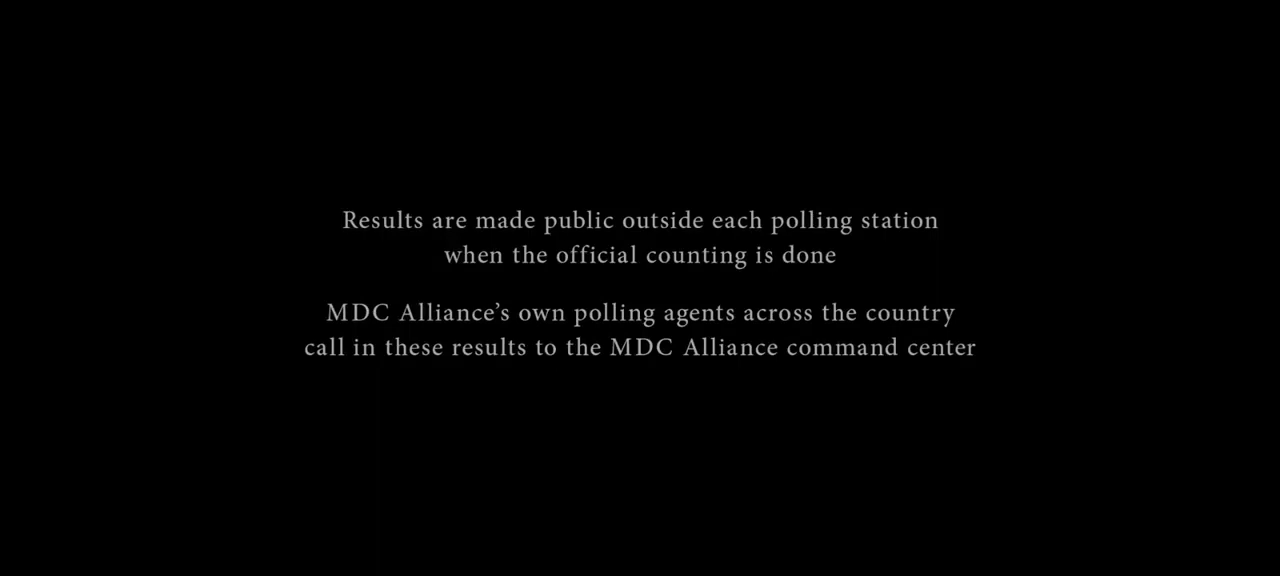 Results are made public outside each polling station
when the official counting is done
MDC Alliance’s own polling agents across the country
call in these results to the MDC Alliance command center